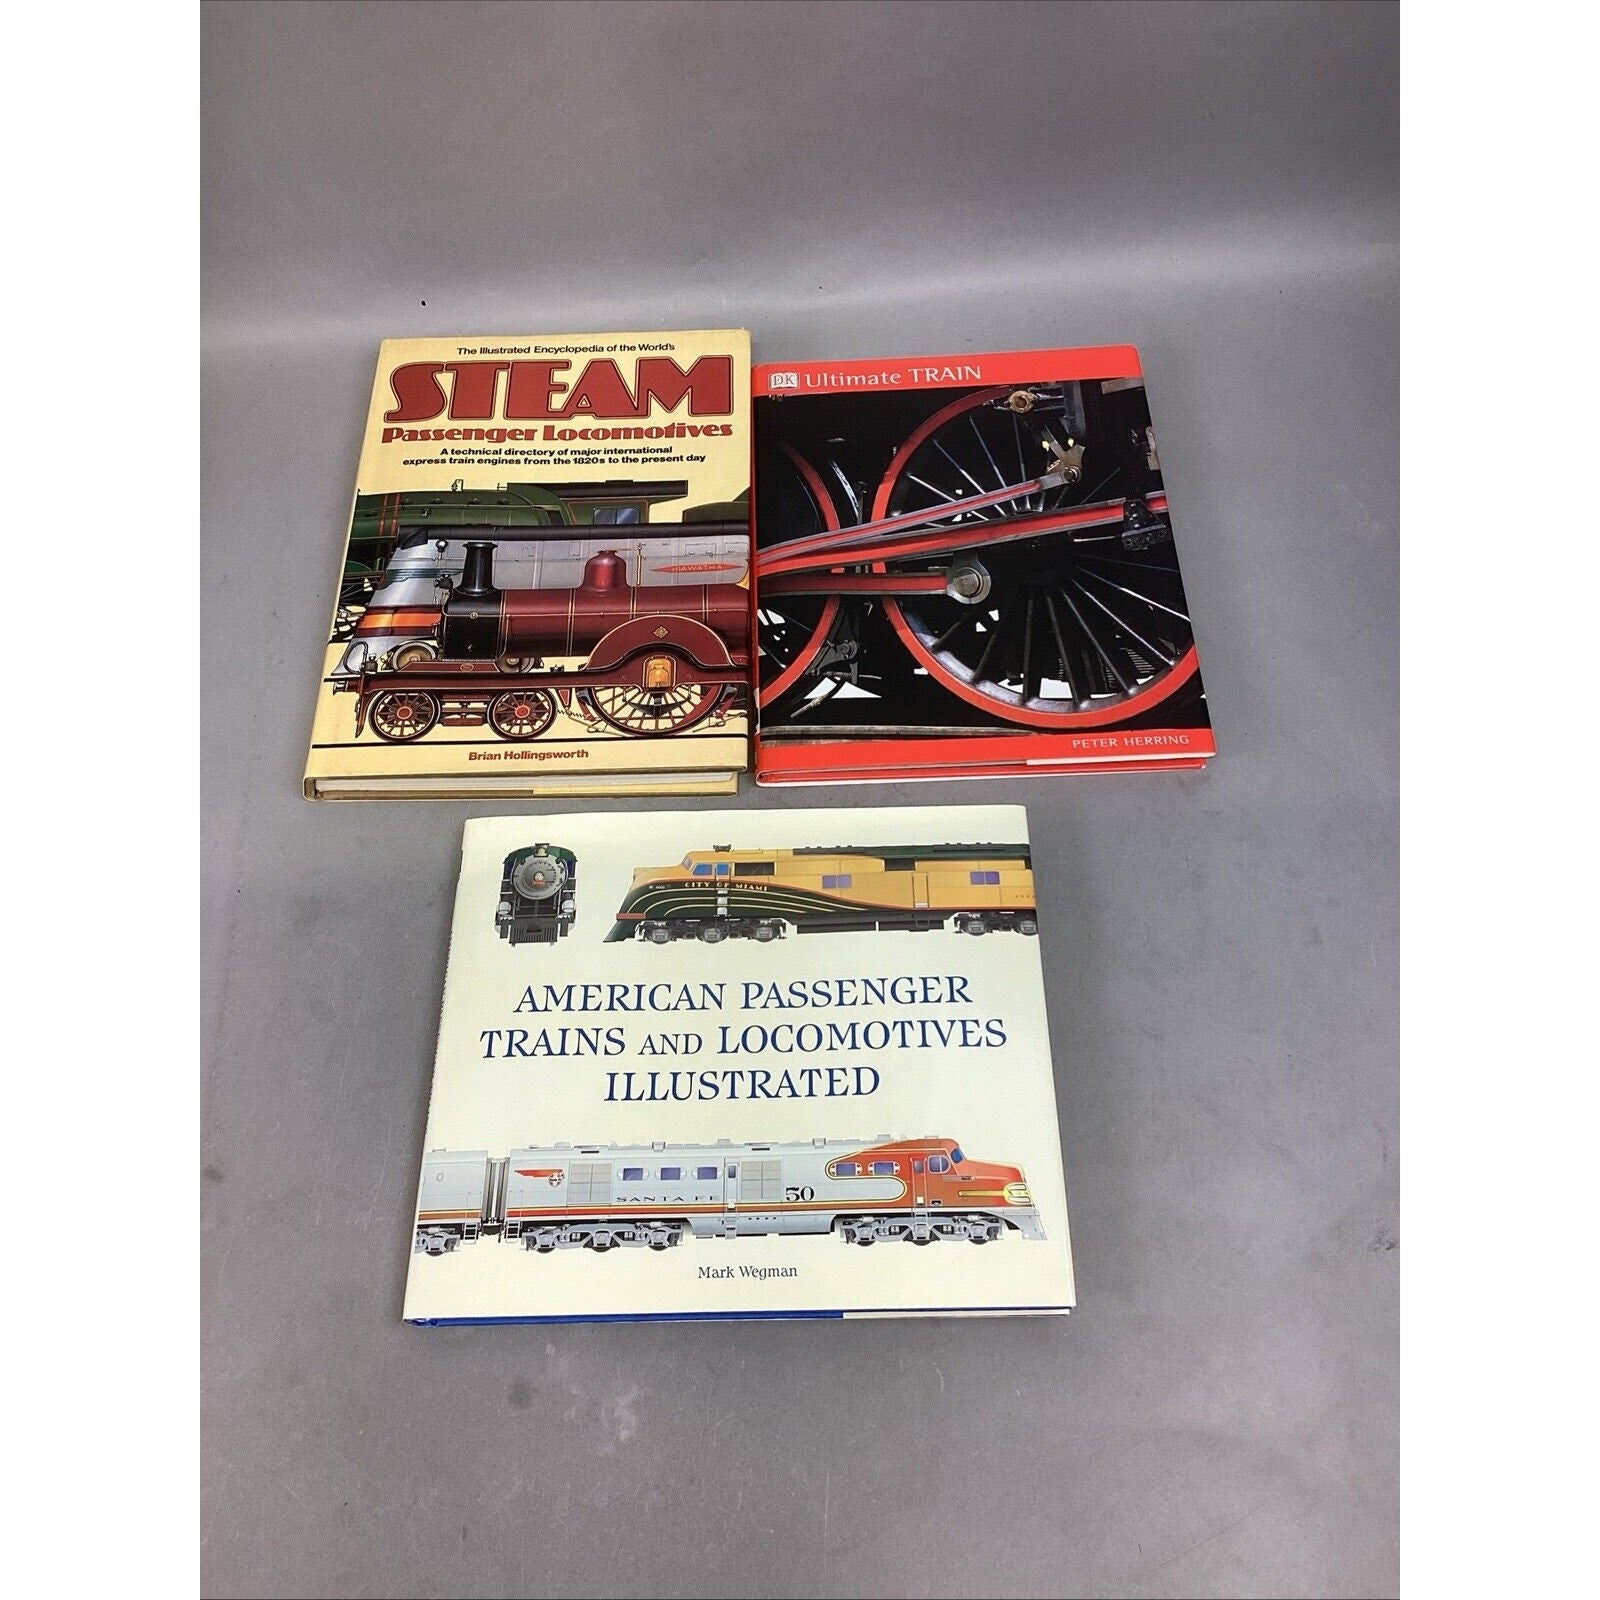 The Illustrated Encyclopedia of the World's
STEAM
Passenger Locomotives
A technical directory of major international
express train engines from the 1820s to the present day
HIAWATHA
Brian Hollingsworth
DK Ultimate TRAIN
PETER HERRING
CITY OF MIAMI
AMERICAN PASSENGER
TRAINS AND LOCOMOTIVES
ILLUSTRATED
SANTA FE 50
Mark Wegman